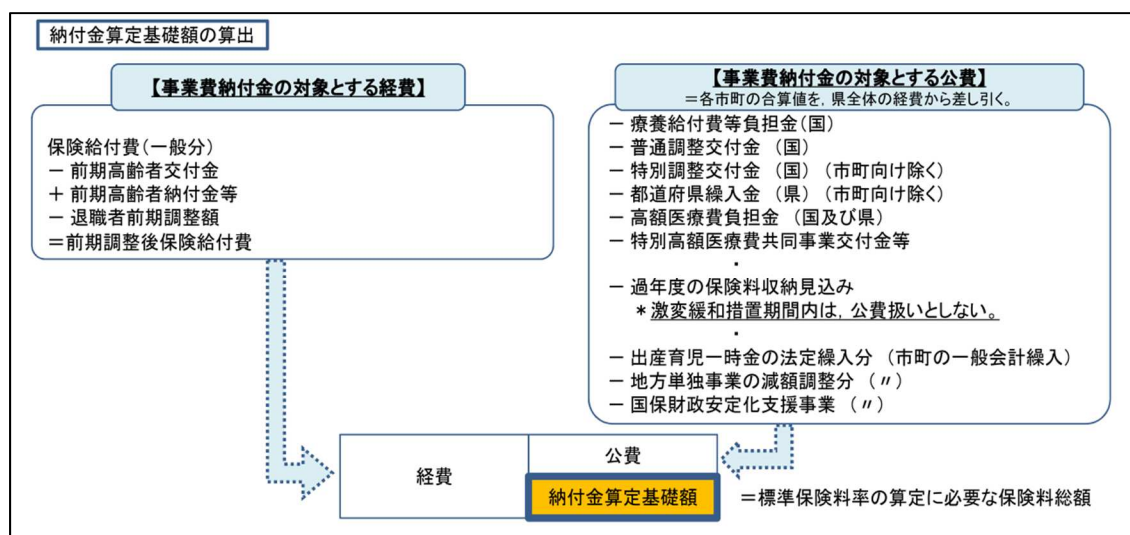 納付金算定基礎額の算出
【事業費納付金の対象とする経費】
保険給付費(一般分)
－ 前期高齢者交付金
＋ 前期高齢者納付金等
－ 退職者前期調整額
＝前期調整後保険給付費
【事業費納付金の対象とする公費】
＝各市町の合算値を, 県全体の経費から差し引く。
－ 療養給付費等負担金(国)
－ 普通調整交付金 (国)
－ 特別調整交付金 (国) (市町向け除く)
－ 都道府県繰入金 (県) (市町向け除く)
－ 高額医療費負担金 (国及び県)
－ 特別高額医療費共同事業交付金等
・
－ 過年度の保険料収納見込み
＊激変緩和措置期間内は, 公費扱いとしない。
・
－ 出産育児一時金の法定繰入分 (市町の一般会計繰入)
－ 地方単独事業の減額調整分 (〃)
－ 国保財政安定化支援事業 (〃)
経費
公費
納付金算定基礎額
＝標準保険料率の算定に必要な保険料総額